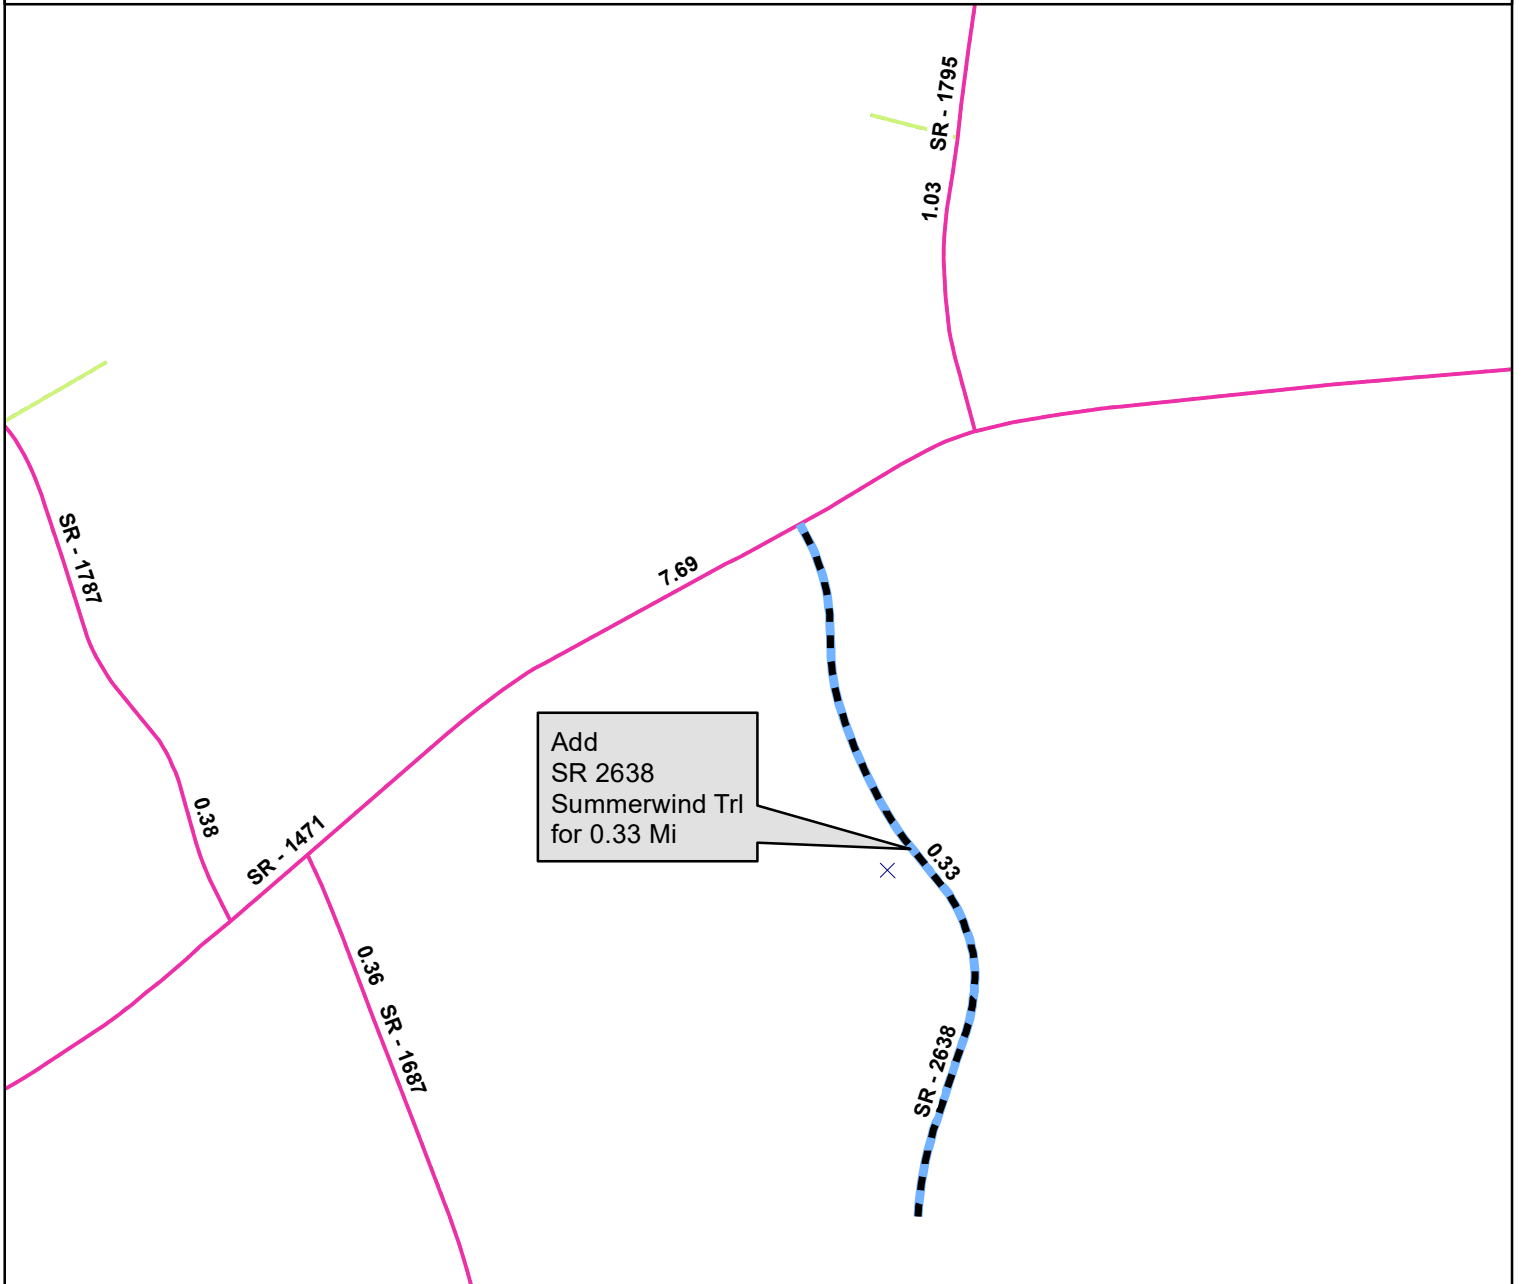 SR - 1795
1.03
SR - 1787
7.69
Add
SR 2638
Summerwind Trl
for 0.33 Mi
0.38
SR - 1471
0.33
0.36
SR - 1687
SR - 2638